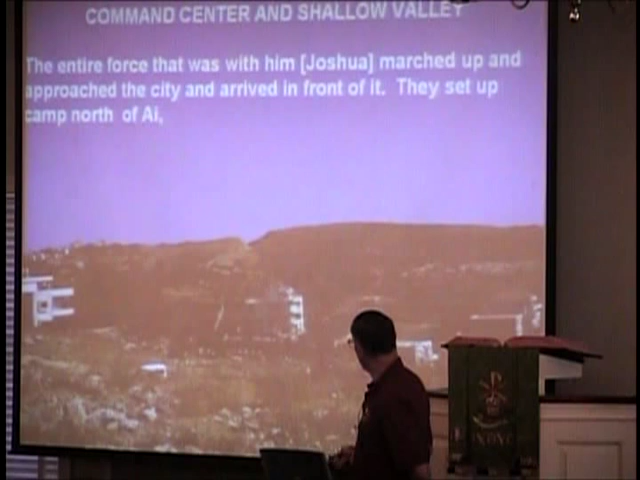 COMMAND CENTER AND SHALLOW VALLEY
The entire force that was with him [Joshua] marched up and
approached the city and arrived in front of it.  They set up
camp north  of Ai,